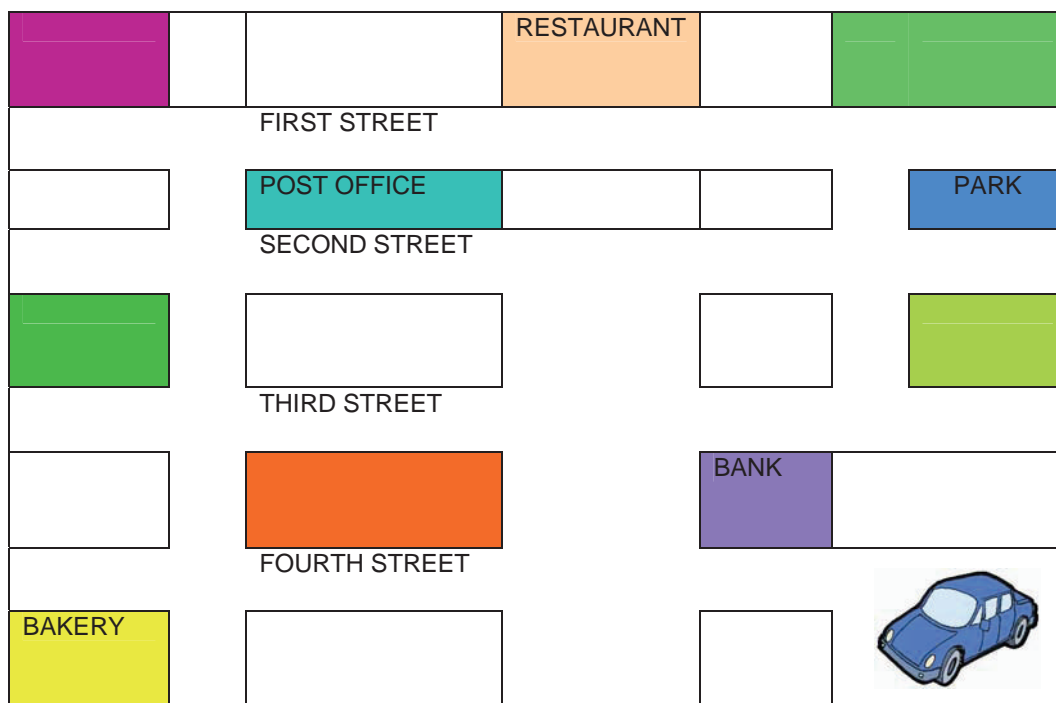 RESTAURANT
FIRST STREET
POST OFFICE
PARK
SECOND STREET
THIRD STREET
BANK
FOURTH STREET
BAKERY